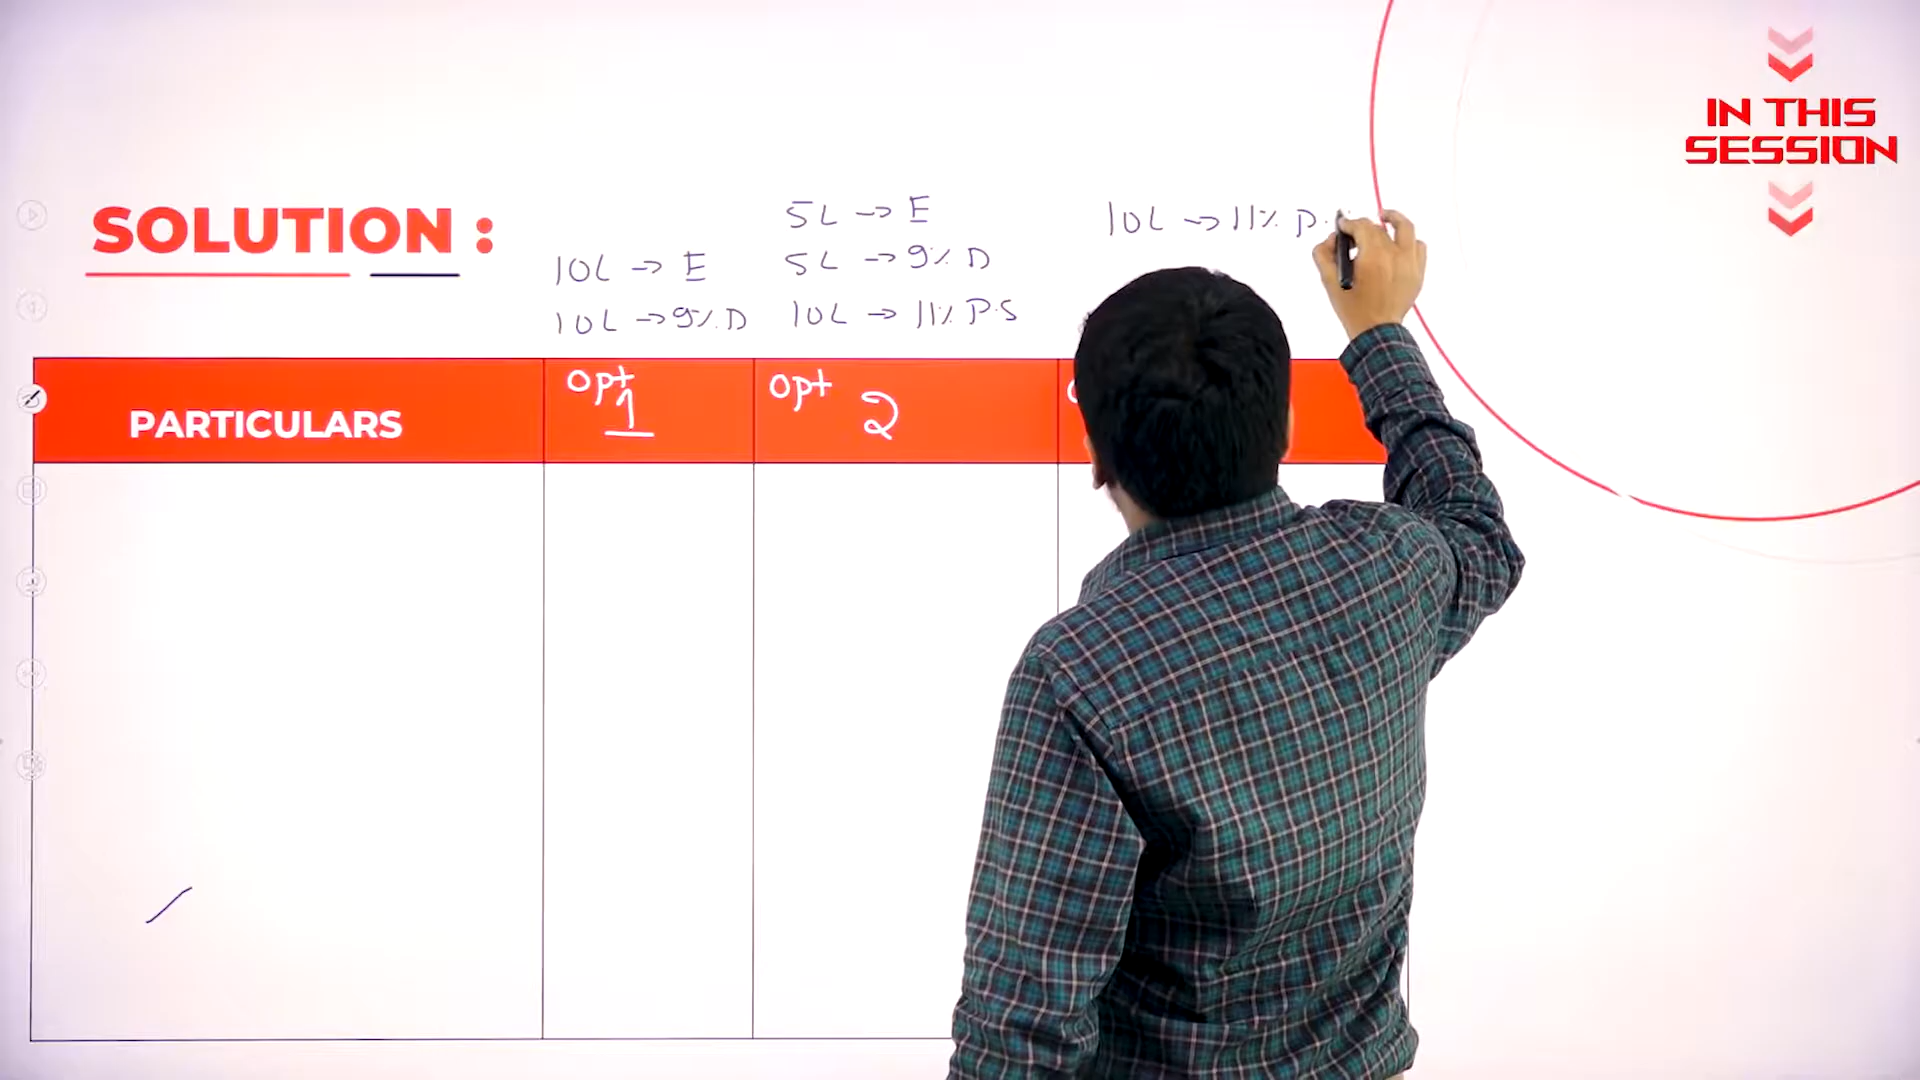 IN THIS
SESSION
SOLUTION :
10L → E
10L → 9% D
5L → E
5L → 9% D
10L → 11% P.S
10L → 11% P.
PARTICULARS
Opt 1
Opt 2